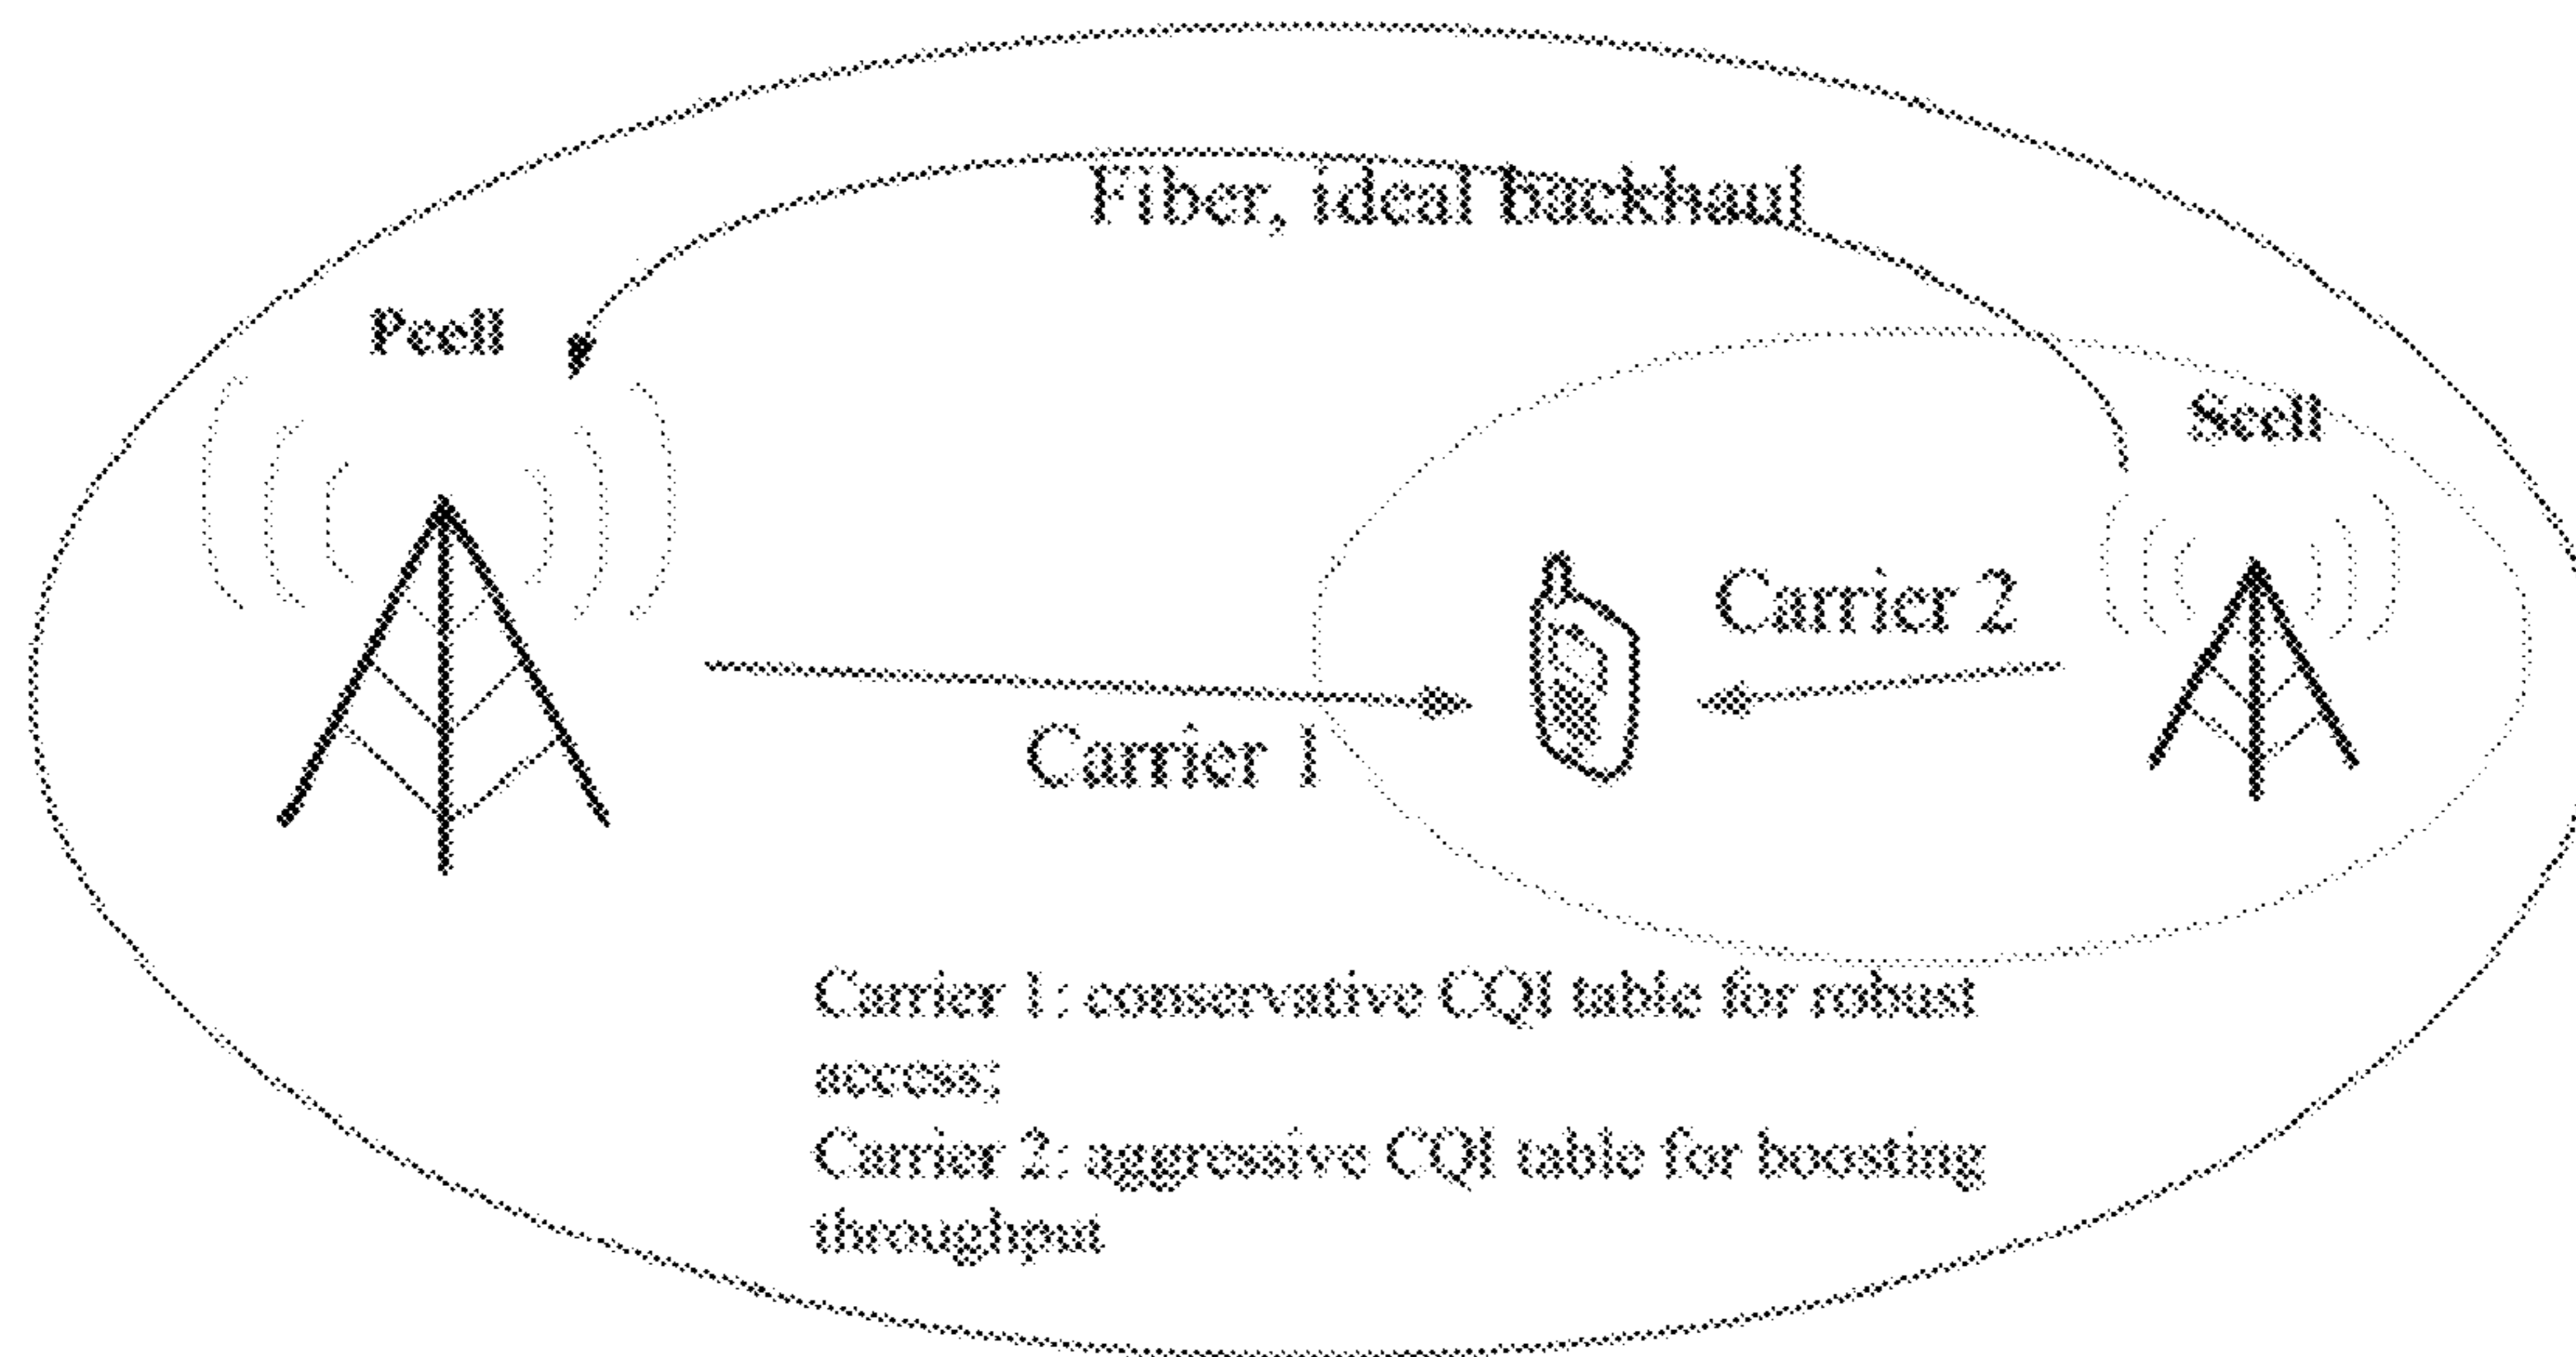 Fiber, ideal backhaul
Pcell
Scell
Carrier 2
Carrier 1
Carrier 1: conservative CQI table for robust
access;
Carrier 2: aggressive CQI table for boosting
throughput